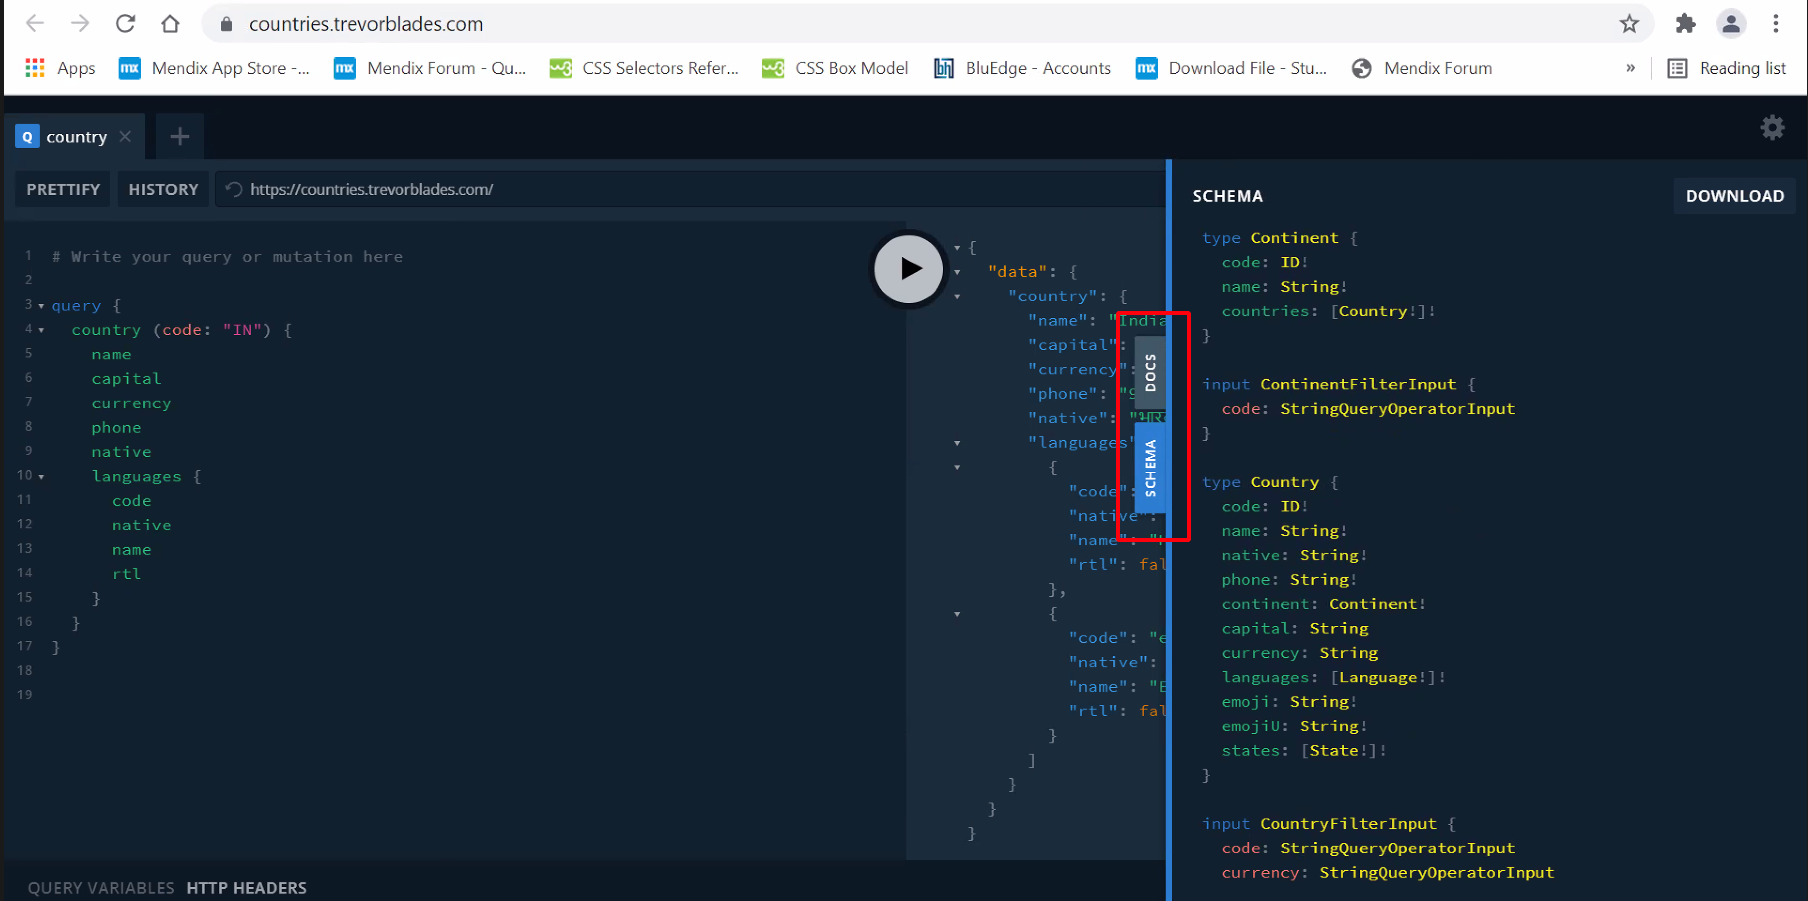 countries.trevorblades.com
Apps
Mendix App Store -...
Mendix Forum - Qu...
CSS Selectors Refer...
CSS Box Model
BluEdge - Accounts
Download File - Stu...
Mendix Forum
»
Reading list
Q country
PRETTIFY
HISTORY
https://countries.trevorblades.com/
1 # Write your query or mutation here
2
3 query {
4 country (code: "IN") {
5 name
6 capital
7 currency
8 phone
9 native
10 languages {
11 code
12 native
13 name
14 rtl
15 }
16 }
17 }
18
19
{
"data": {
"country": {
"name": "India
"capital":
"currency":
"phone": "9
"native": "भार
"languages"
{
"code":
"native":
"name":
"rtl": fal
},
{
"code": "e
"native":
"name": "E
"rtl": fal
}
]
}
}
}
DOCS
SCHEMA
SCHEMA
DOWNLOAD
type Continent {
code: ID!
name: String!
countries: [Country!]!
}
input ContinentFilterInput {
code: StringQueryOperatorInput
}
type Country {
code: ID!
name: String!
native: String!
phone: String!
continent: Continent!
capital: String
currency: String
languages: [Language!]!
emoji: String!
emojiU: String!
states: [State!]!
}
input CountryFilterInput {
code: StringQueryOperatorInput
currency: StringQueryOperatorInput
QUERY VARIABLES
HTTP HEADERS